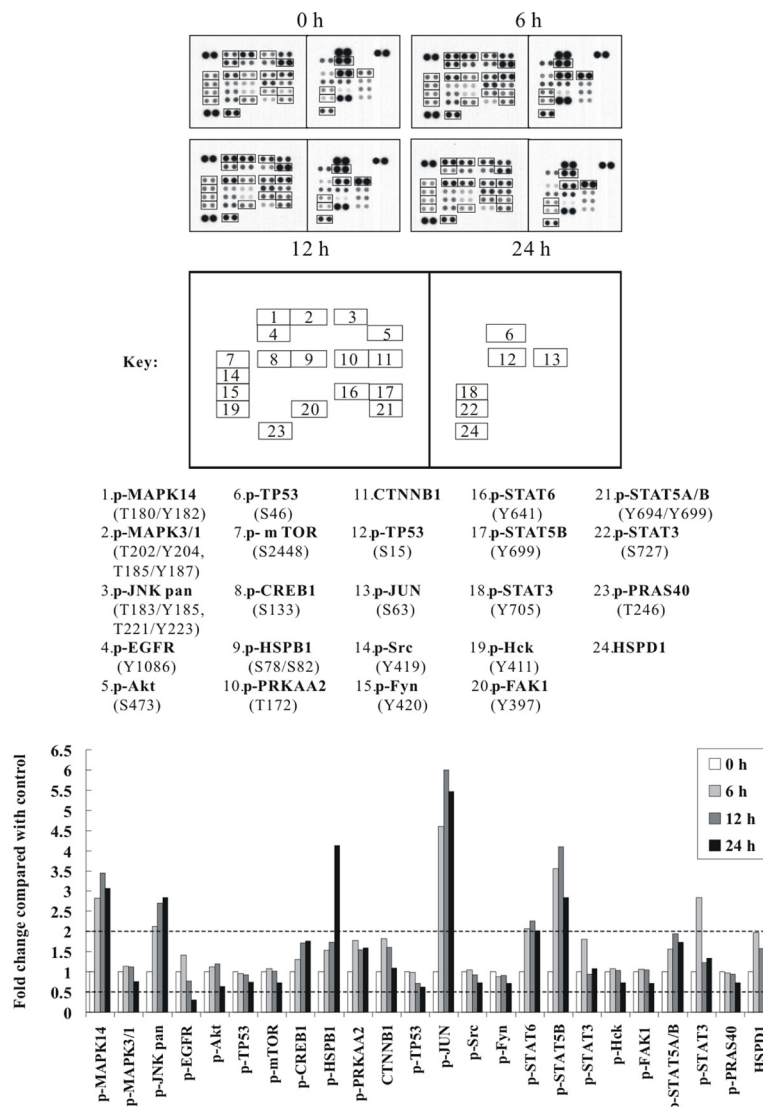 0 h
6 h
12 h
24 h
Key:
1 2 3
4 5 6
7 8 9 10 11 12 13
14
15 16 17 18
19 20 21 22
23 24
1.p-MAPK14 6.p-TP53 11.CTNNB1 16.p-STAT6 21.p-STAT5A/B
(T180/Y182) (S46) (Y641) (Y694/Y699)
2.p-MAPK3/1 7.p- m TOR 12.p-TP53 17.p-STAT5B 22.p-STAT3
(T202/Y204, (S2448) (S15) (Y699) (S727)
T185/Y187)
3.p-JNK pan 8.p-CREB1 13.p-JUN 18.p-STAT3 23.p-PRAS40
(T183/Y185, (S133) (S63) (Y705) (T246)
T221/Y223)
4.p-EGFR 9.p-HSPB1 14.p-Src 19.p-Hck 24.HSPD1
(Y1086) (S78/S82) (Y419) (Y411)
5.p-Akt 10.p-PRKAA2 15.p-Fyn 20.p-FAK1
(S473) (T172) (Y420) (Y397)
Fold change compared with control
6.5
6
5.5
5
4.5
4
3.5
3
2.5
2
1.5
1
0.5
0
0 h
6 h
12 h
24 h
p-MAPK14
p-MAPK3/1
p-JNK pan
p-EGFR
p-Akt
p-TP53
p-mTOR
p-CREB1
p-HSPB1
p-PRKAA2
CTNNB1
p-TP53
p-JUN
p-Src
p-Fyn
p-STAT6
p-STAT5B
p-STAT3
p-Hck
p-FAK1
p-STAT5A/B
p-STAT3
p-PRAS40
HSPD1